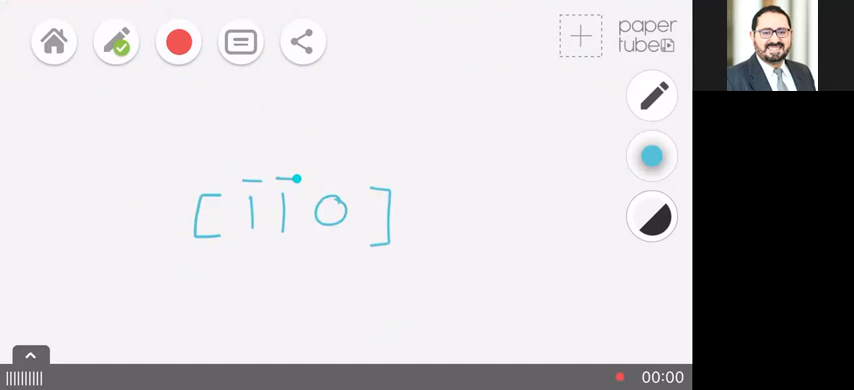 paper
tube
[ 1̅ 1̅ 0 ]
00:00